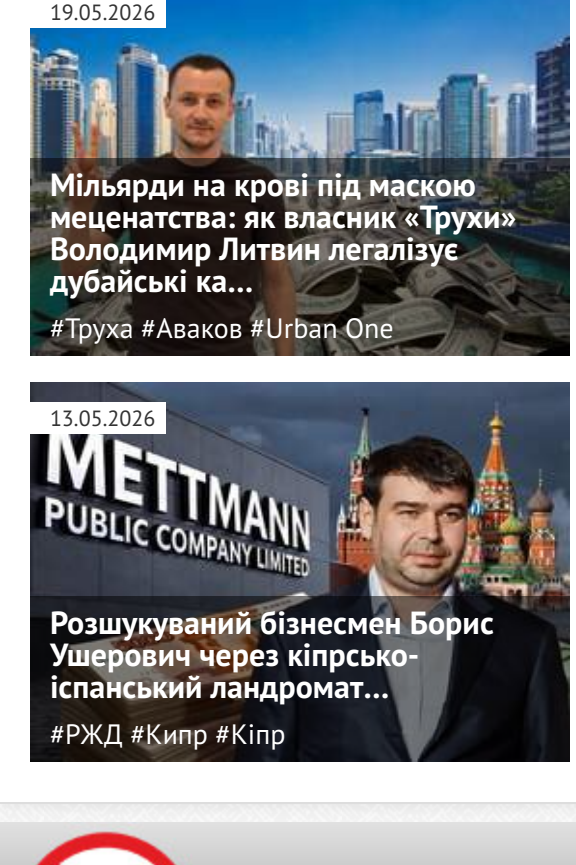 19.05.2026
Мільярди на крові під маскою
меценатства: як власник «Трухи»
Володимир Литвин легалізує
дубайські ка...
#Труха #Аваков #Urban One
13.05.2026
METTMANN
PUBLIC COMPANY LIMITED
Розшукуваний бізнесмен Борис
Ушерович через кіпрсько-
іспанський ландромат...
#РЖД #Кипр #Кіпр